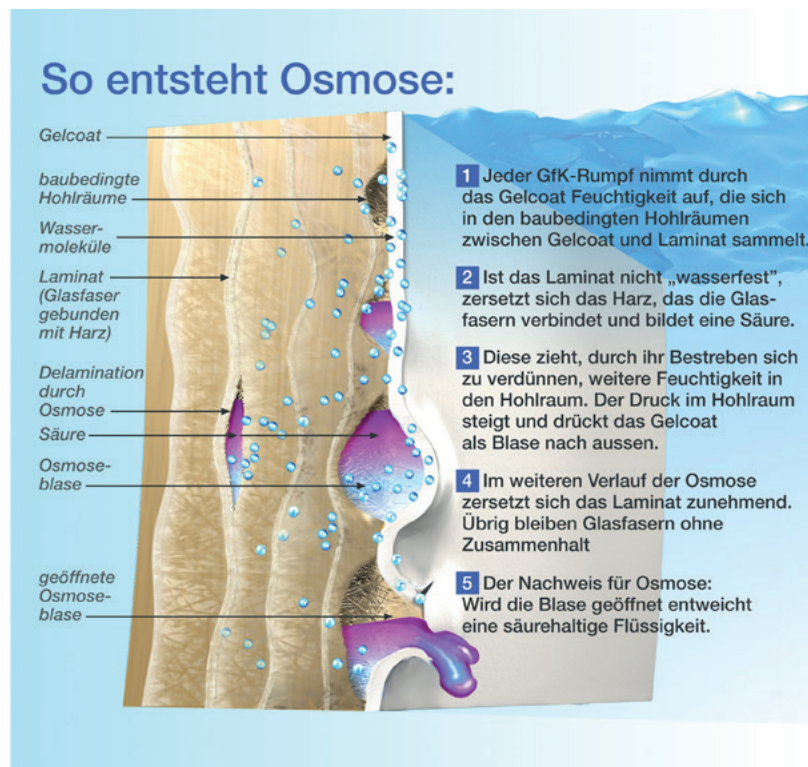 So entsteht Osmose:
Gelcoat
baubedingte
Hohlräume
Wasser-
moleküle
Laminat
(Glasfaser
gebunden
mit Harz)
Delamination
durch
Osmose
Säure
Osmose-
blase
geöffnete
Osmose-
blase
1 Jeder GfK-Rumpf nimmt durch
das Gelcoat Feuchtigkeit auf, die sich
in den baubedingten Hohlräumen
zwischen Gelcoat und Laminat sammelt.
2 Ist das Laminat nicht „wasserfest”,
zersetzt sich das Harz, das die Glas-
fasern verbindet und bildet eine Säure.
3 Diese zieht, durch ihr Bestreben sich
zu verdünnen, weitere Feuchtigkeit in
den Hohlraum. Der Druck im Hohlraum
steigt und drückt das Gelcoat
als Blase nach aussen.
4 Im weiteren Verlauf der Osmose
zersetzt sich das Laminat zunehmend.
Übrig bleiben Glasfasern ohne
Zusammenhalt
5 Der Nachweis für Osmose:
Wird die Blase geöffnet entweicht
eine säurehaltige Flüssigkeit.